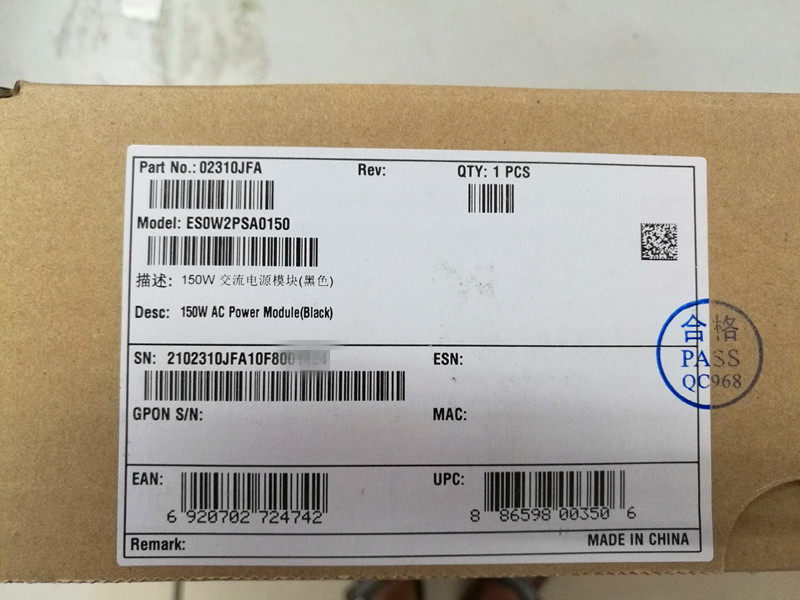 Part No.: 02310JFA Rev: QTY: 1 PCS
Model: ES0W2PSA0150
描述: 150W 交流电源模块(黑色)
Desc: 150W AC Power Module(Black)
SN: 2102310JFA10F80 ESN:
GPON S/N: MAC:
合格
PASS
QC968
EAN: 6 920702 724742 UPC: 8 86598 00350 6
Remark: MADE IN CHINA